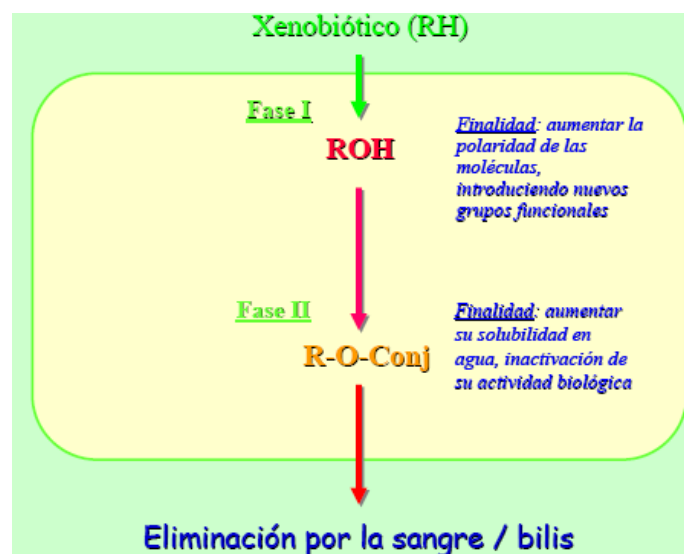 Xenobiótico (RH)
Fase I
ROH
Finalidad: aumentar la
polaridad de las
moléculas,
introduciendo nuevos
grupos funcionales
Fase II
R-O-Conj
Finalidad: aumentar
su solubilidad en
agua, inactivación de
su actividad biológica
Eliminación por la sangre / bilis